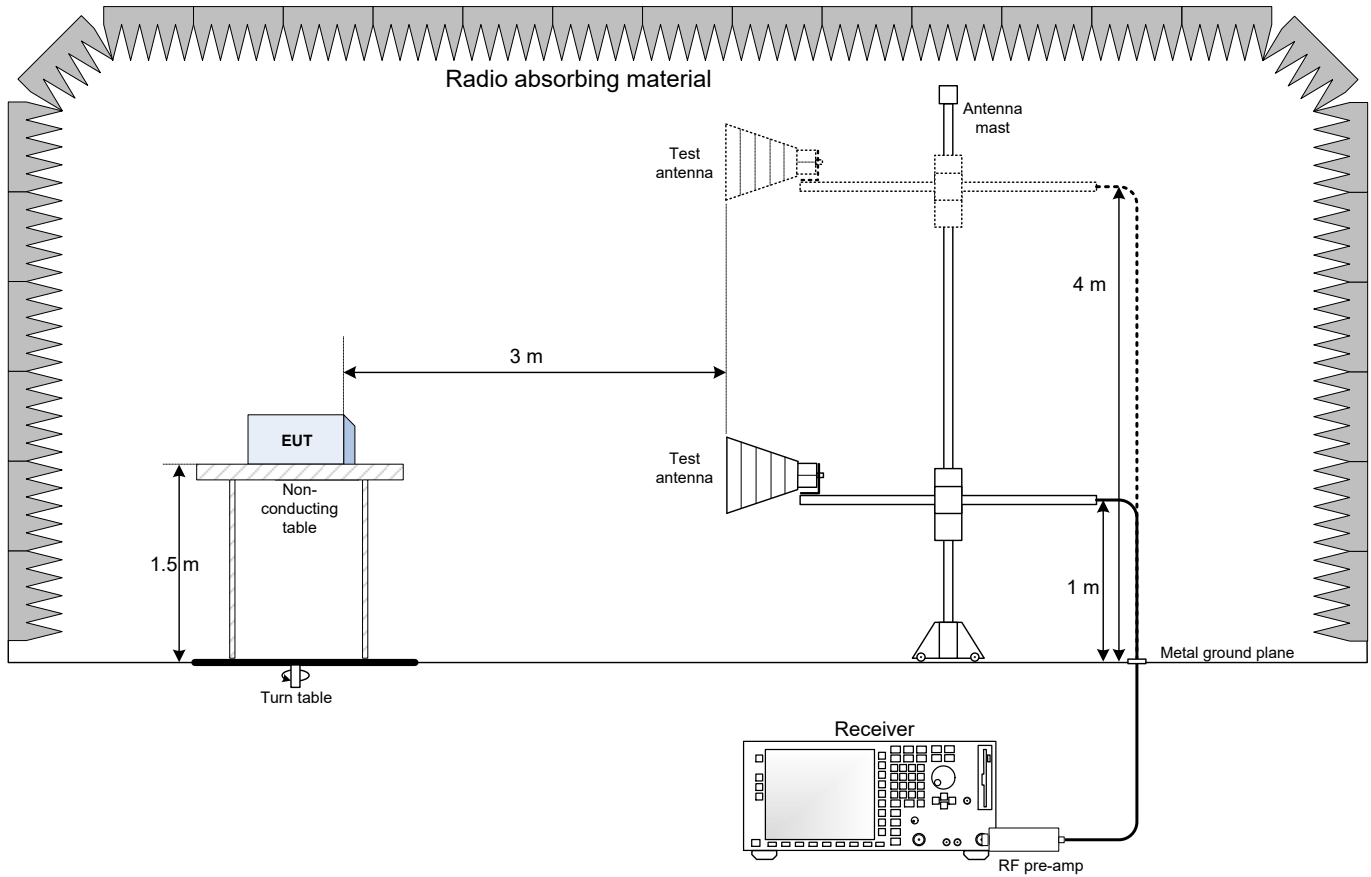 Radio absorbing material
Antenna
mast
Test
antenna
4 m
3 m
EUT
Test
antenna
Non-
conducting
table
1.5 m
1 m
Metal ground plane
Turn table
Receiver
RF pre-amp